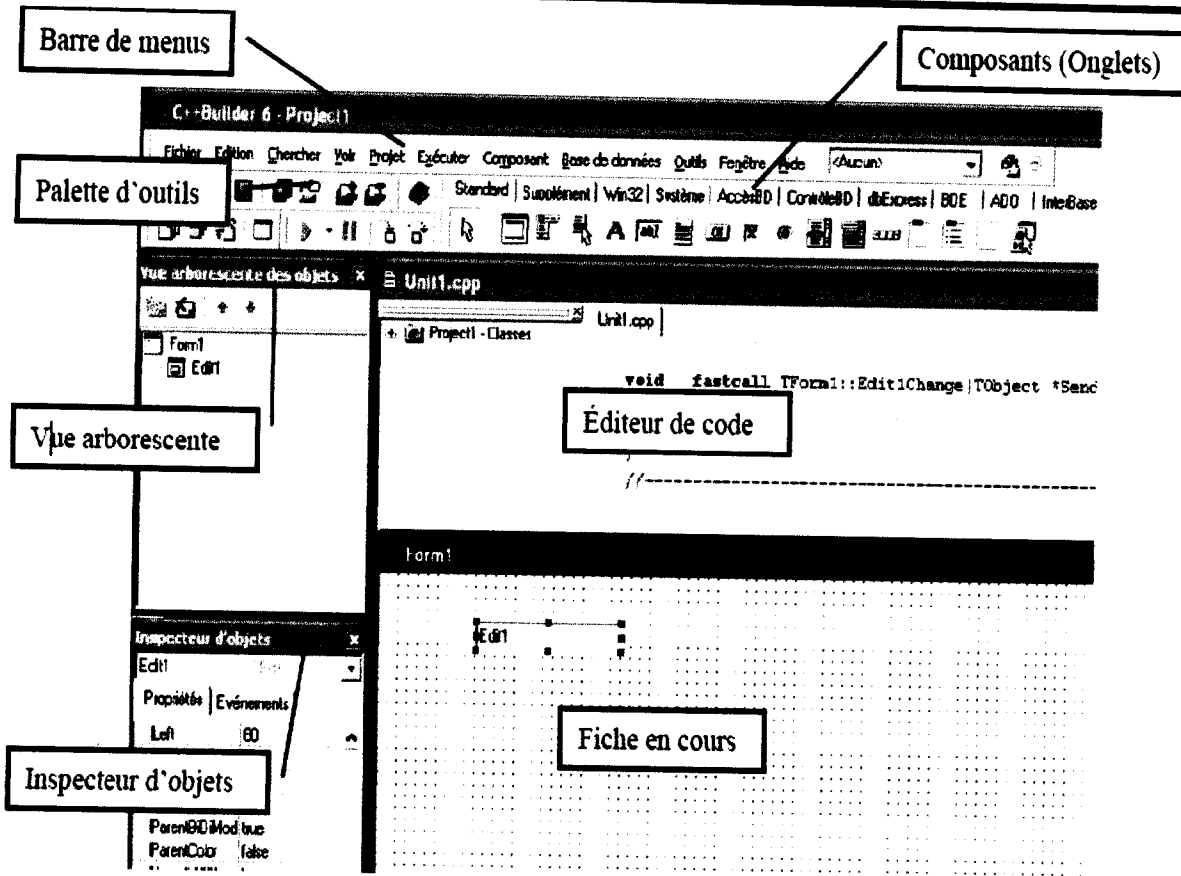 Barre de menus
Composants (Onglets)
C++Builder 6 - Project1
Fichier Edition Chercher Voir Projet Exécuter Composant Base de données Outils Fenêtre Aide <Aucun>
Palette d'outils
Standard | Supplément | Win32 | Système | AccèsBD | ContrôleBD | dbExpress | BDE | ADO | InterBase
Vue arborescente des objets
Unit1.cpp
Unit1.cpp
Project1 - Classes
Form1
Edit1
void fastcall TForm1::Edit1Change(TObject *Send
Vue arborescente
Éditeur de code
//----------------------------------------
Form1
Edit1
Inspecteur d'objets
Edit1
Propriétés | Evénements
Left 60
Fiche en cours
Inspecteur d'objets
ParentBiDiMod true
ParentColor false